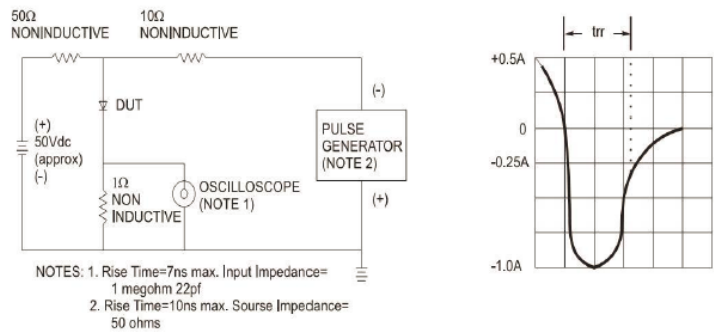 50Ω
NONINDUCTIVE
10Ω
NONINDUCTIVE
DUT
(+)
50Vdc
(approx)
(-)
1Ω
NON
INDUCTIVE
OSCILLOSCOPE
(NOTE 1)
(-)
PULSE
GENERATOR
(NOTE 2)
(+)
NOTES: 1. Rise Time=7ns max. Input Impedance=
1 megohm 22pf
2. Rise Time=10ns max. Sourse Impedance=
50 ohms
trr
+0.5A
0
-0.25A
-1.0A